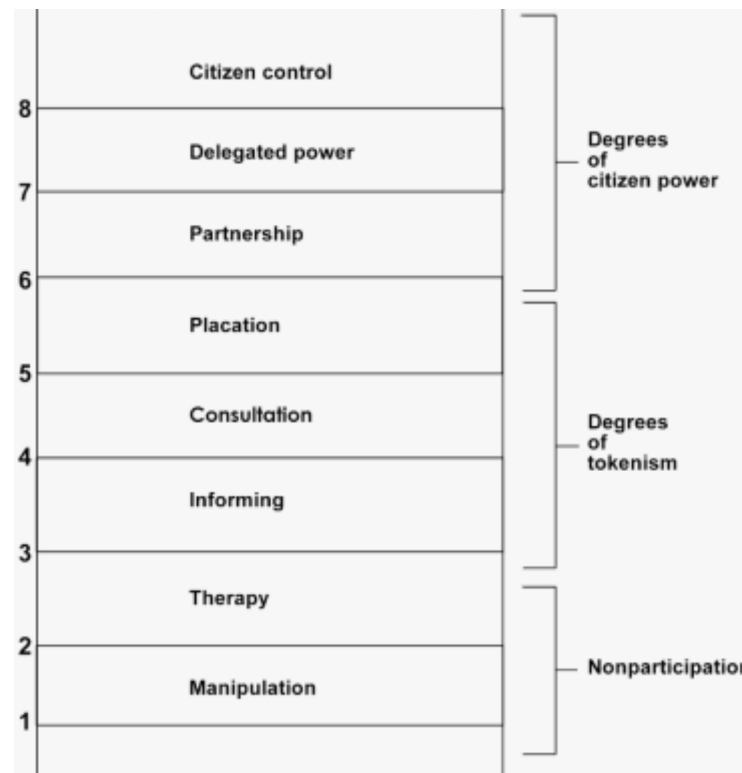 Citizen control
8
Delegated power
7
Partnership
6
Placation
5
Consultation
4
Informing
3
Therapy
2
Manipulation
1
Degrees
of
citizen power
Degrees
of
tokenism
Nonparticipation